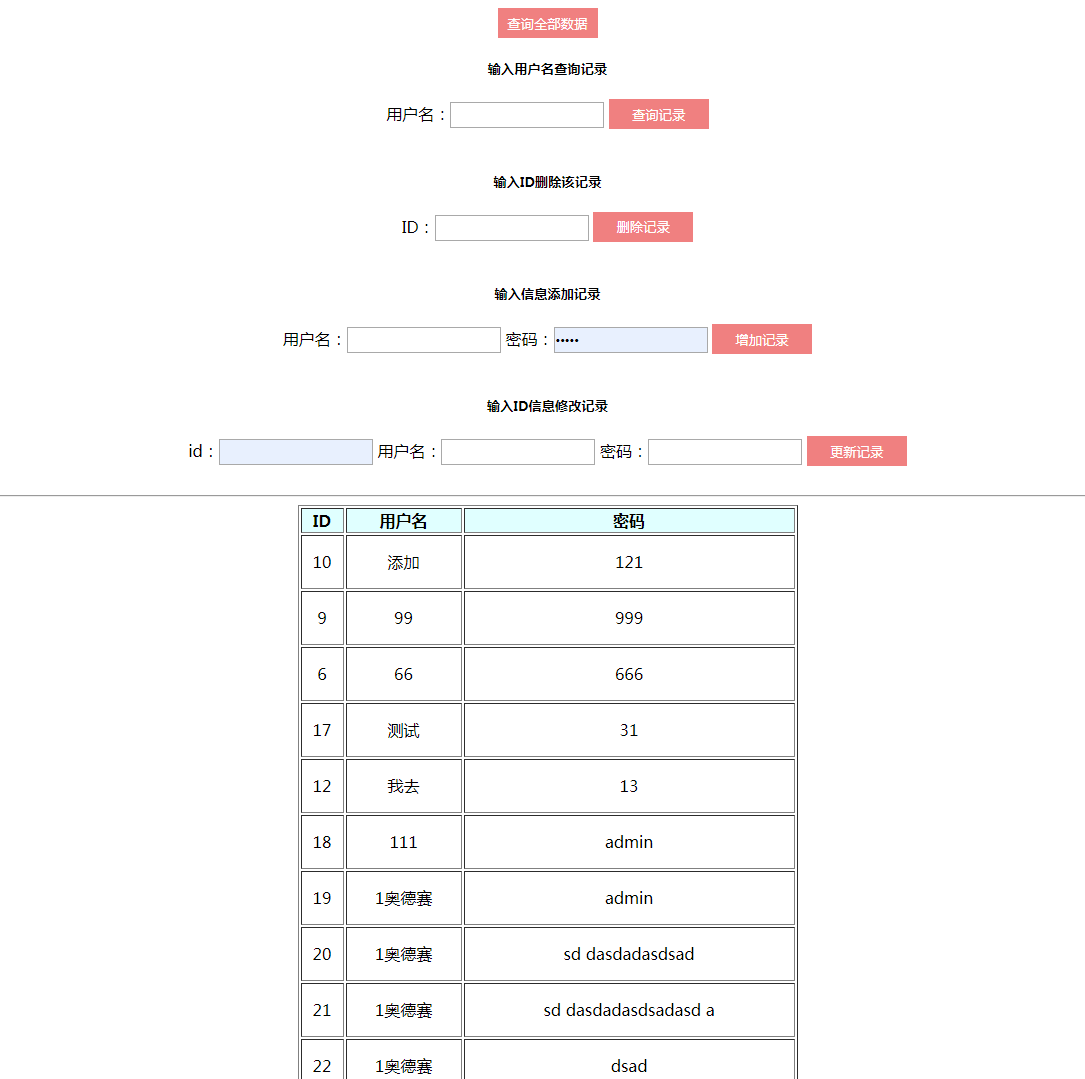 查询全部数据
输入用户名查询记录
用户名： 查询记录
输入ID删除该记录
ID： 删除记录
输入信息添加记录
用户名： 密码： ••••• 增加记录
输入ID信息修改记录
id： 用户名： 密码： 更新记录
ID 用户名 密码
10 添加 121
9 99 999
6 66 666
17 测试 31
12 我去 13
18 111 admin
19 1奥德赛 admin
20 1奥德赛 sd dasdadasdsad
21 1奥德赛 sd dasdadasdsadasd a
22 1奥德赛 dsad